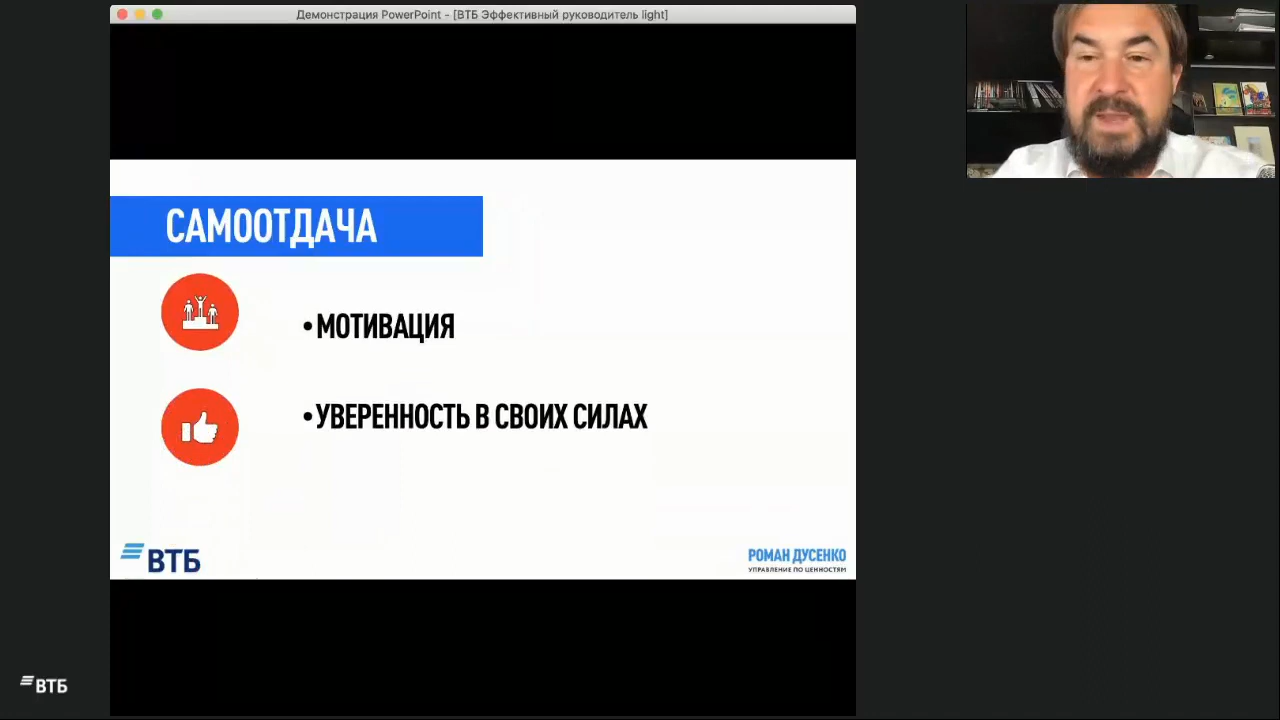 Демонстрация PowerPoint - [ВТБ Эффективный руководитель light]
САМООТДАЧА
•МОТИВАЦИЯ
•УВЕРЕННОСТЬ В СВОИХ СИЛАХ
ВТБ
РОМАН ДУСЕНКО
УПРАВЛЕНИЕ ПО ЦЕННОСТЯМ
ВТБ